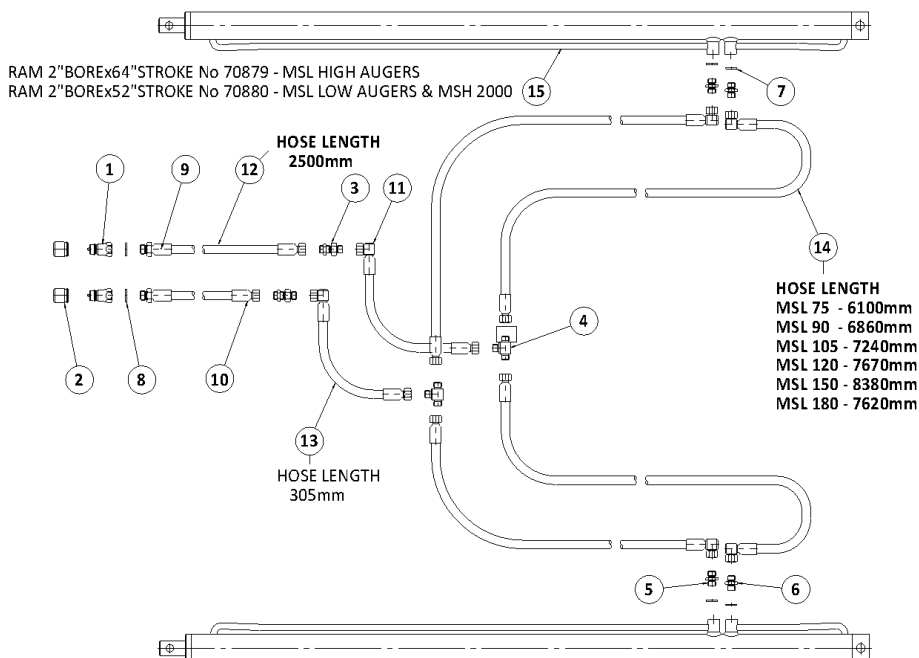 RAM 2"BOREx64"STROKE No 70879 - MSL HIGH AUGERS
RAM 2"BOREx52"STROKE No 70880 - MSL LOW AUGERS & MSH 2000
15
7
HOSE LENGTH
2500mm
1
9
12
3
11
14
HOSE LENGTH
MSL 75 - 6100mm
MSL 90 - 6860mm
MSL 105 - 7240mm
MSL 120 - 7670mm
MSL 150 - 8380mm
MSL 180 - 7620mm
4
2
8
10
13
HOSE LENGTH
305mm
5
6